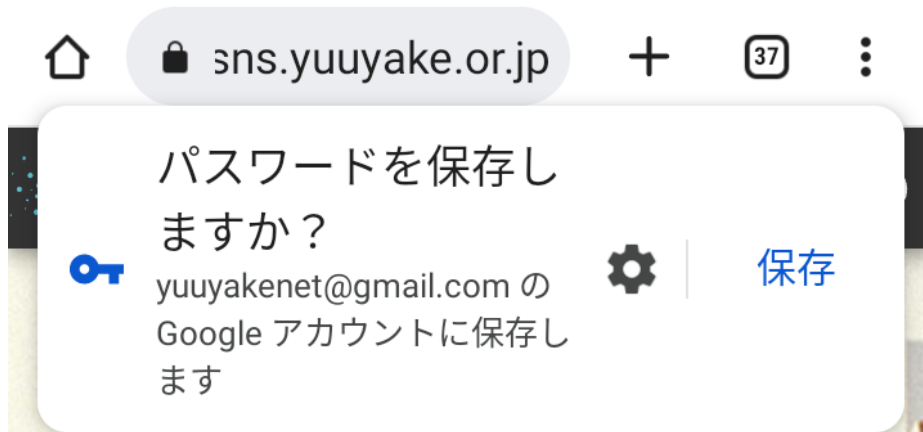 sns.yuuyake.or.jp
37
パスワードを保存し
ますか？
yuuyakenet@gmail.com の
Google アカウントに保存し
ます
保存